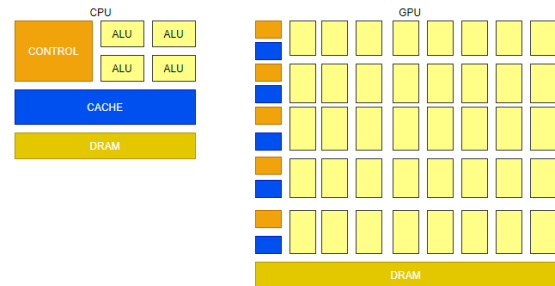 CPU
GPU
CONTROL
ALU
ALU
ALU
ALU
CACHE
DRAM
DRAM